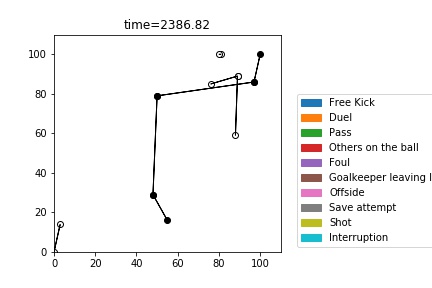 time=2386.82
100
80
60
40
20
0
0 20 40 60 80 100
Free Kick
Duel
Pass
Others on the ball
Foul
Goalkeeper leaving l
Offside
Save attempt
Shot
Interruption